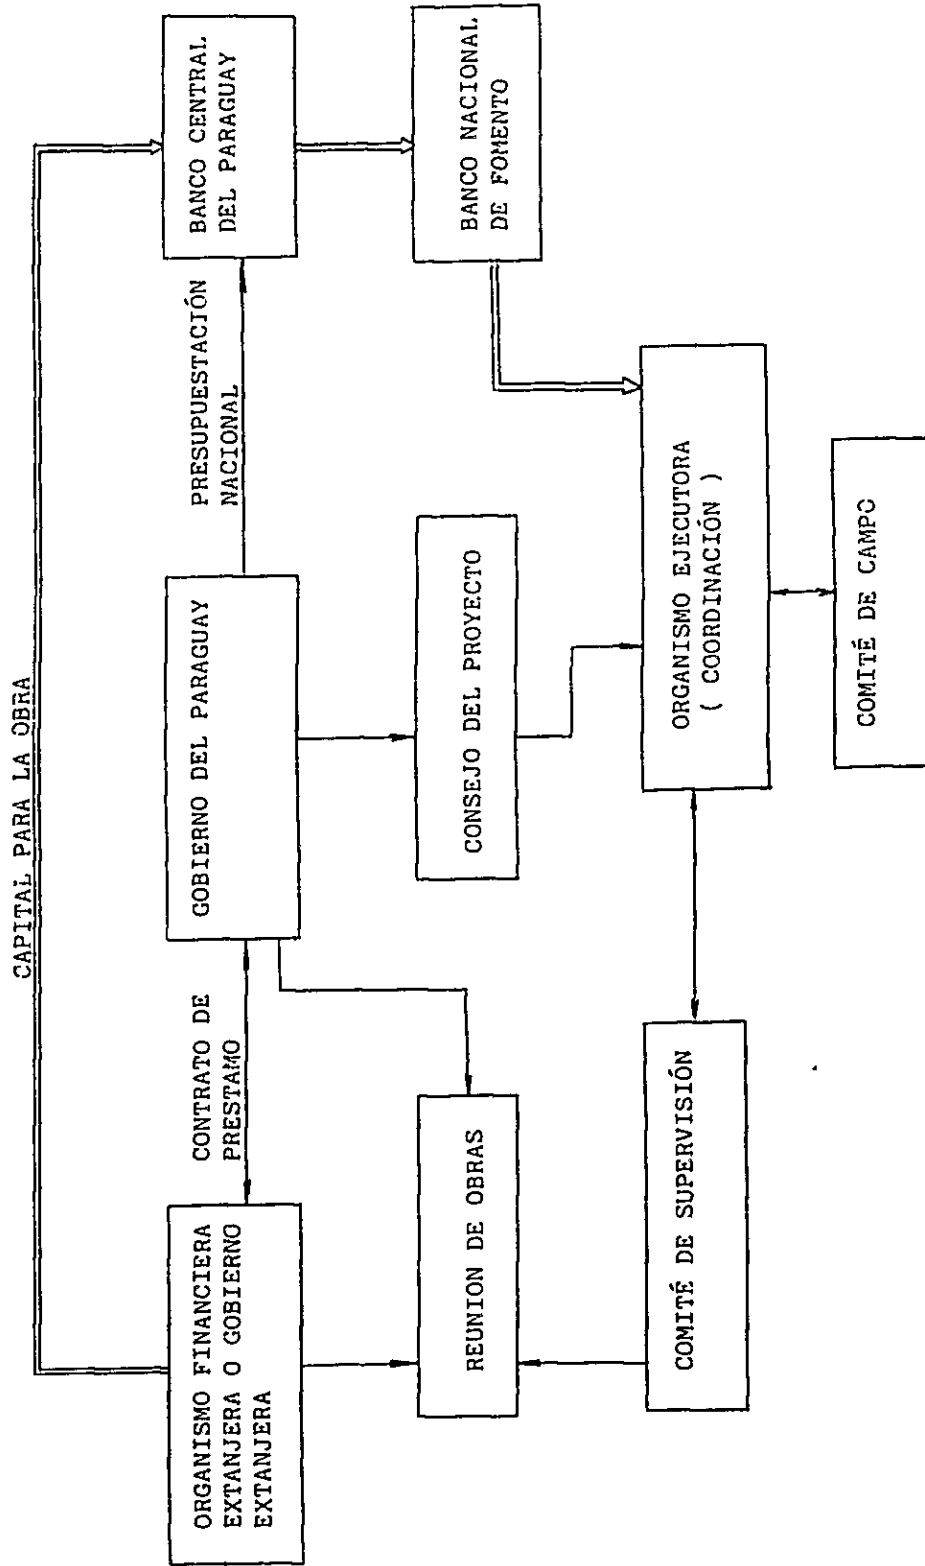 CAPITAL PARA LA OBRA
ORGANISMO FINANCIERA
EXTANJERA O GOBIERNO
EXTANJERA
CONTRATO DE
PRESTAMO
GOBIERNO DEL PARAGUAY
PRESUPUESTACIÓN
NACIONAL
BANCO CENTRAL
DEL PARAGUAY
REUNION DE OBRAS
CONSEJO DEL PROYECTO
BANCO NACIONAL
DE FOMENTO
COMITÉ DE SUPERVISIÓN
ORGANISMO EJECUTORA
( COORDINACIÓN )
COMITÉ DE CAMPO